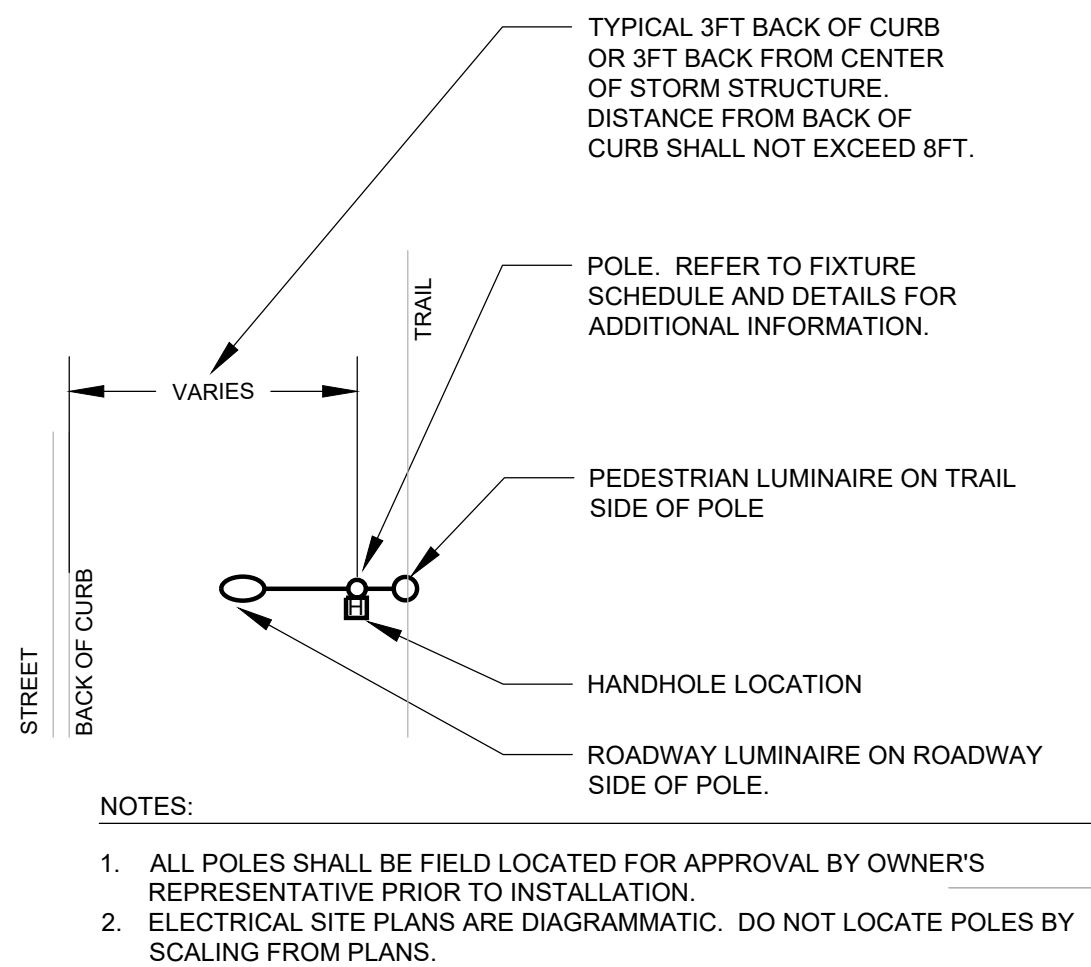 TYPICAL 3FT BACK OF CURB
OR 3FT BACK FROM CENTER
OF STORM STRUCTURE.
DISTANCE FROM BACK OF
CURB SHALL NOT EXCEED 8FT.
POLE. REFER TO FIXTURE
SCHEDULE AND DETAILS FOR
ADDITIONAL INFORMATION.
TRAIL
VARIES
PEDESTRIAN LUMINAIRE ON TRAIL
SIDE OF POLE
H
STREET
BACK OF CURB
HANDHOLE LOCATION
ROADWAY LUMINAIRE ON ROADWAY
SIDE OF POLE.
NOTES:
1. ALL POLES SHALL BE FIELD LOCATED FOR APPROVAL BY OWNER'S
REPRESENTATIVE PRIOR TO INSTALLATION.
2. ELECTRICAL SITE PLANS ARE DIAGRAMMATIC. DO NOT LOCATE POLES BY
SCALING FROM PLANS.